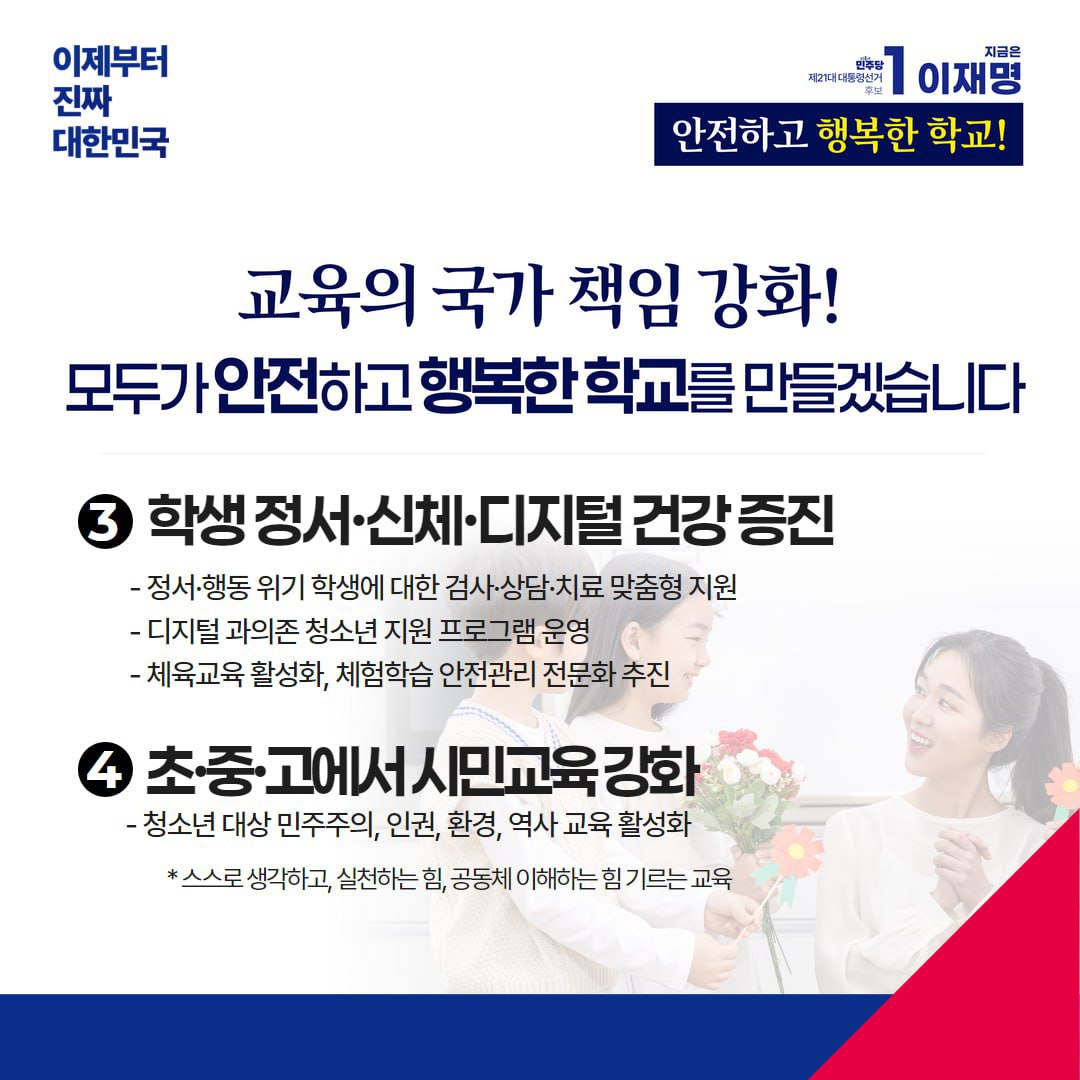 이제부터
진짜
대한민국
지금은
민주당
제21대 대통령선거
후보
1
이재명
안전하고 행복한 학교!
교육의 국가 책임 강화!
모두가 안전하고 행복한 학교를 만들겠습니다
3 학생 정서·신체·디지털 건강 증진
- 정서·행동 위기 학생에 대한 검사·상담·치료 맞춤형 지원
- 디지털 과의존 청소년 지원 프로그램 운영
- 체육교육 활성화, 체험학습 안전관리 전문화 추진
4 초·중·고에서 시민교육 강화
- 청소년 대상 민주주의, 인권, 환경, 역사 교육 활성화
* 스스로 생각하고, 실천하는 힘, 공동체 이해하는 힘 기르는 교육